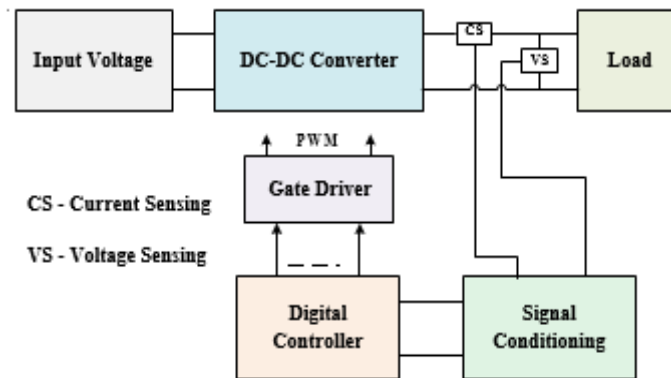 CS
Input Voltage
DC-DC Converter
VS
Load
PWM
Gate Driver
CS - Current Sensing
VS - Voltage Sensing
Digital
Controller
Signal
Conditioning